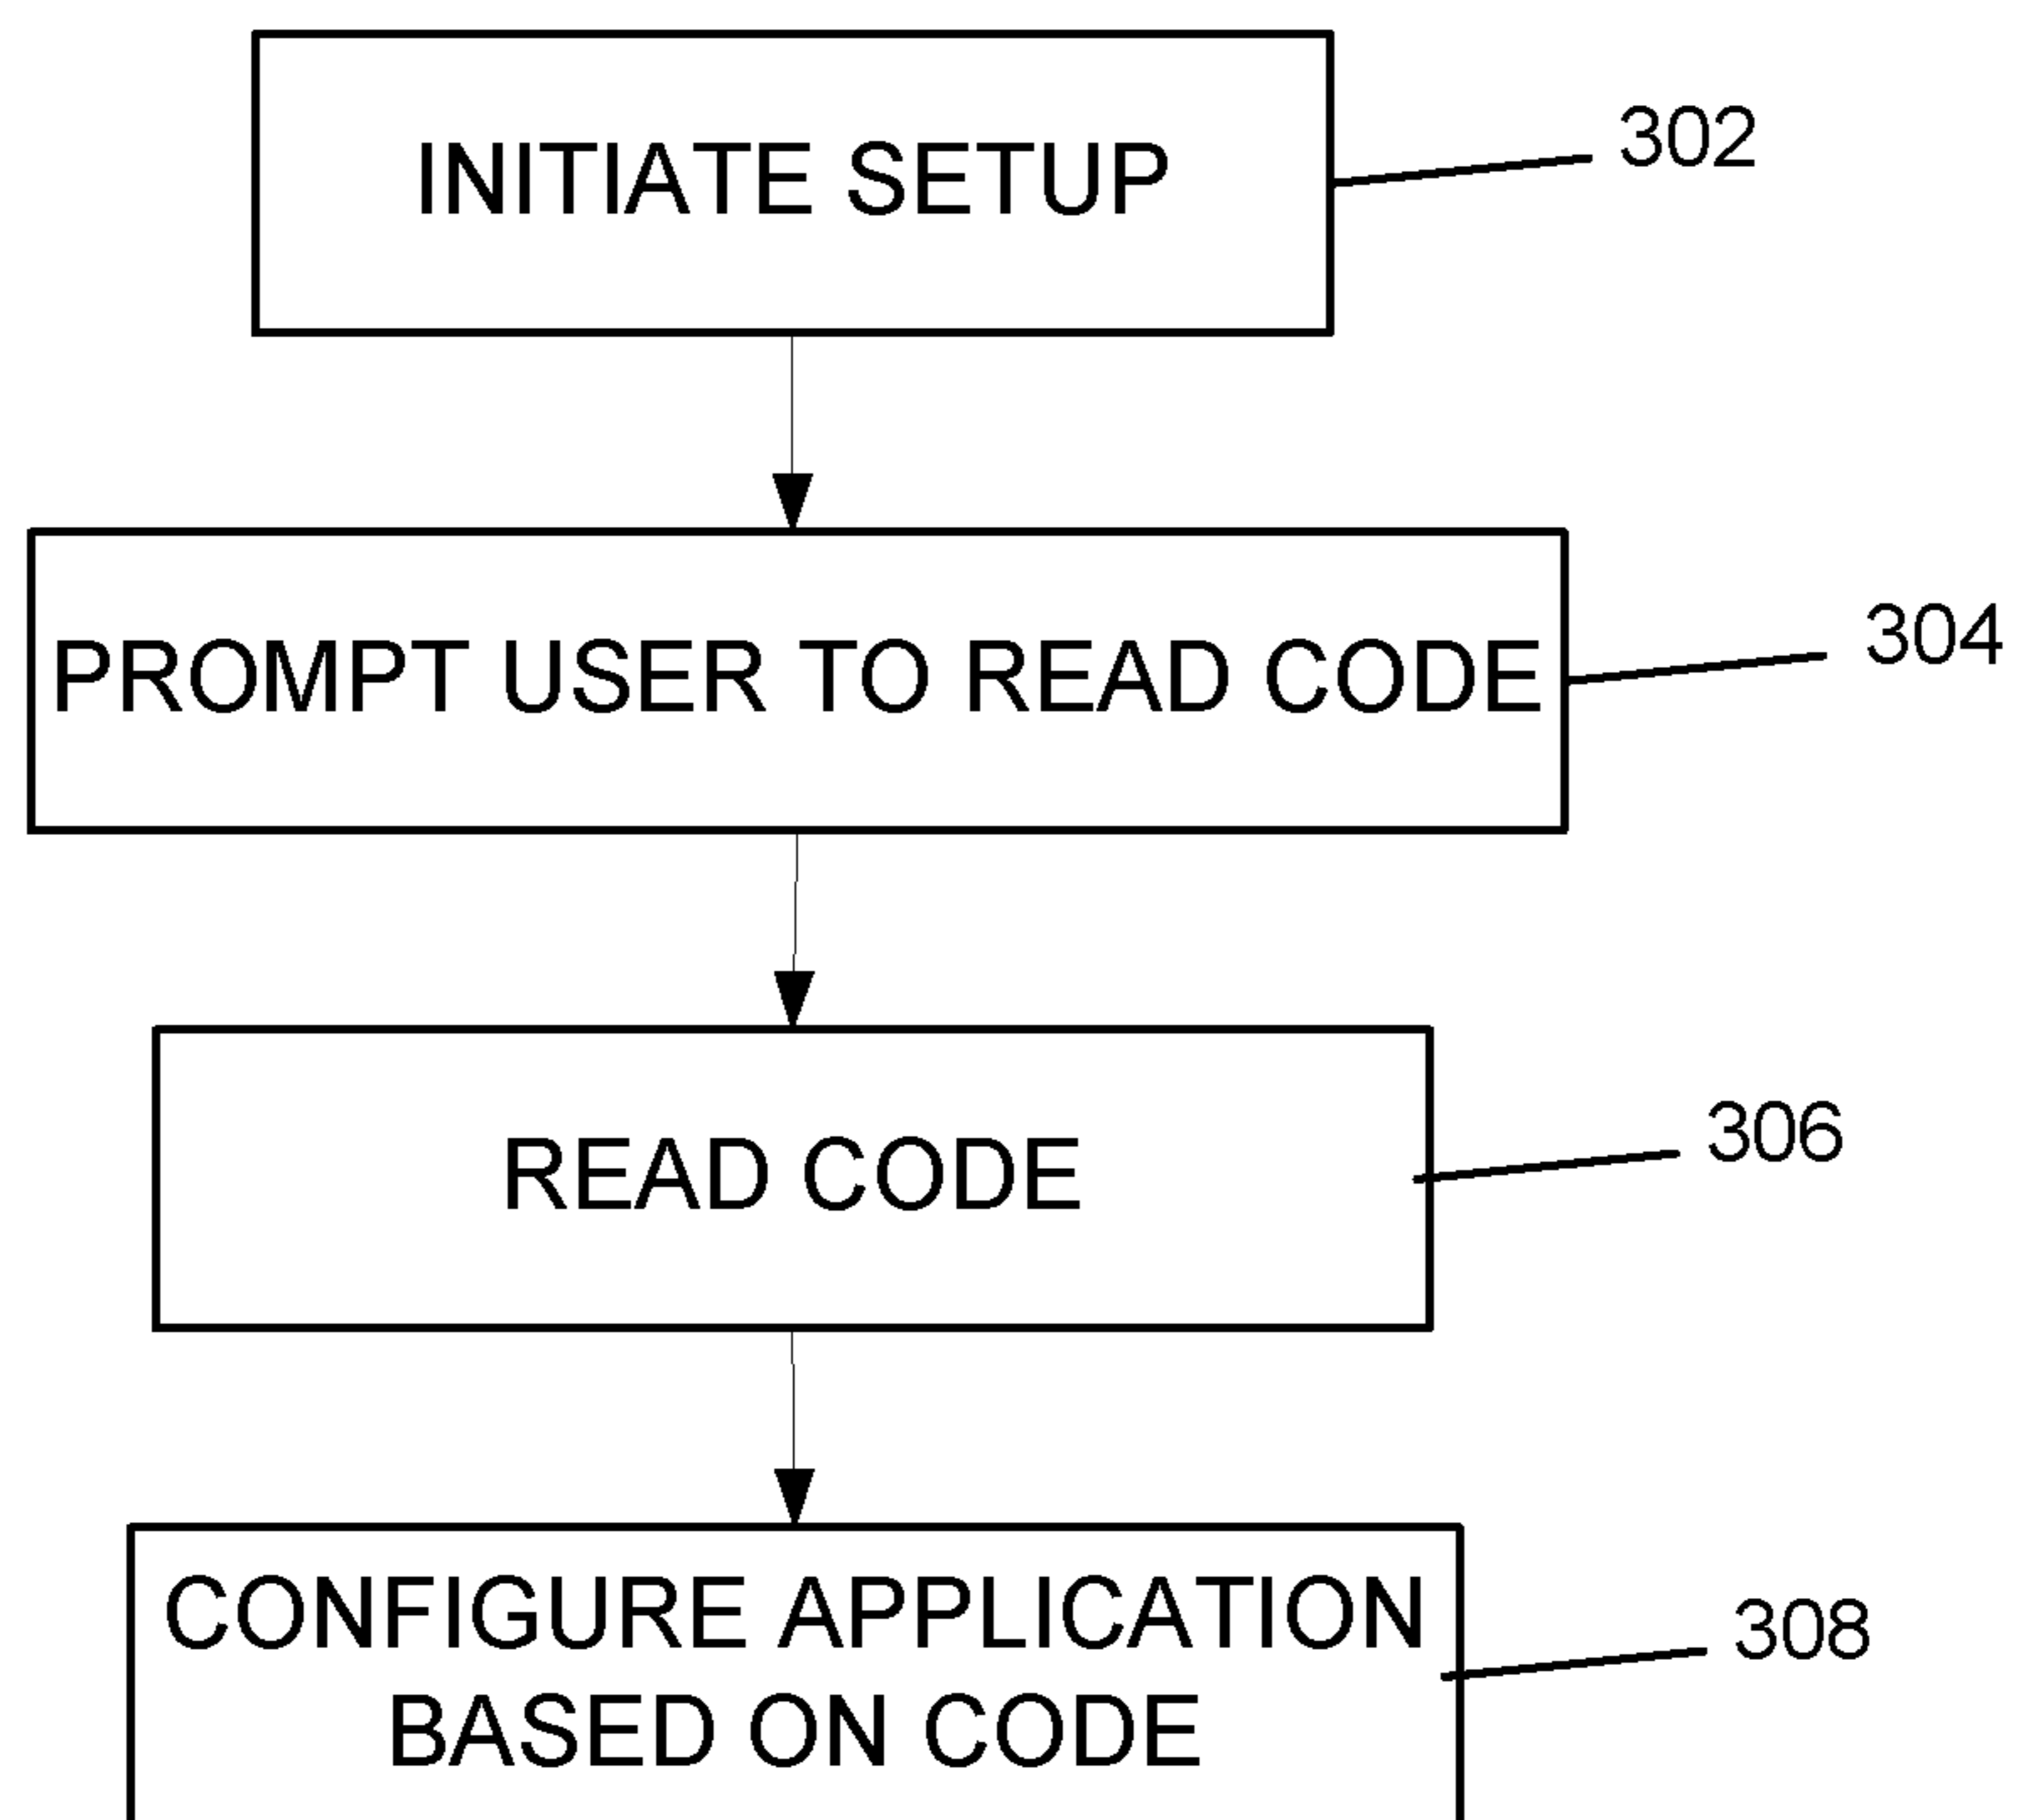 INITIATE SETUP
302
PROMPT USER TO READ CODE
304
READ CODE
306
CONFIGURE APPLICATION
308
BASED ON CODE